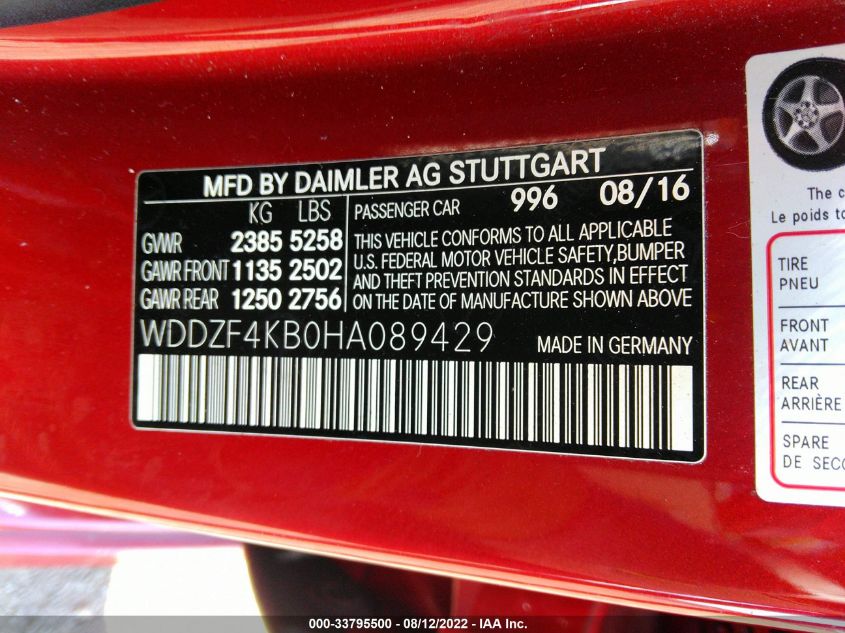 MFD BY DAIMLER AG STUTTGART
KG LBS
GVWR 2385 5258
GAWR FRONT 1135 2502
GAWR REAR 1250 2756
PASSENGER CAR 996 08/16
THIS VEHICLE CONFORMS TO ALL APPLICABLE
U.S. FEDERAL MOTOR VEHICLE SAFETY,BUMPER
AND THEFT PREVENTION STANDARDS IN EFFECT
ON THE DATE OF MANUFACTURE SHOWN ABOVE
WDDZF4KB0HA089429 MADE IN GERMANY
The c
Le poids to
TIRE
PNEU
FRONT
AVANT
REAR
ARRIÈRE
SPARE
DE SECO
000-33795500 - 08/12/2022 - IAA Inc.